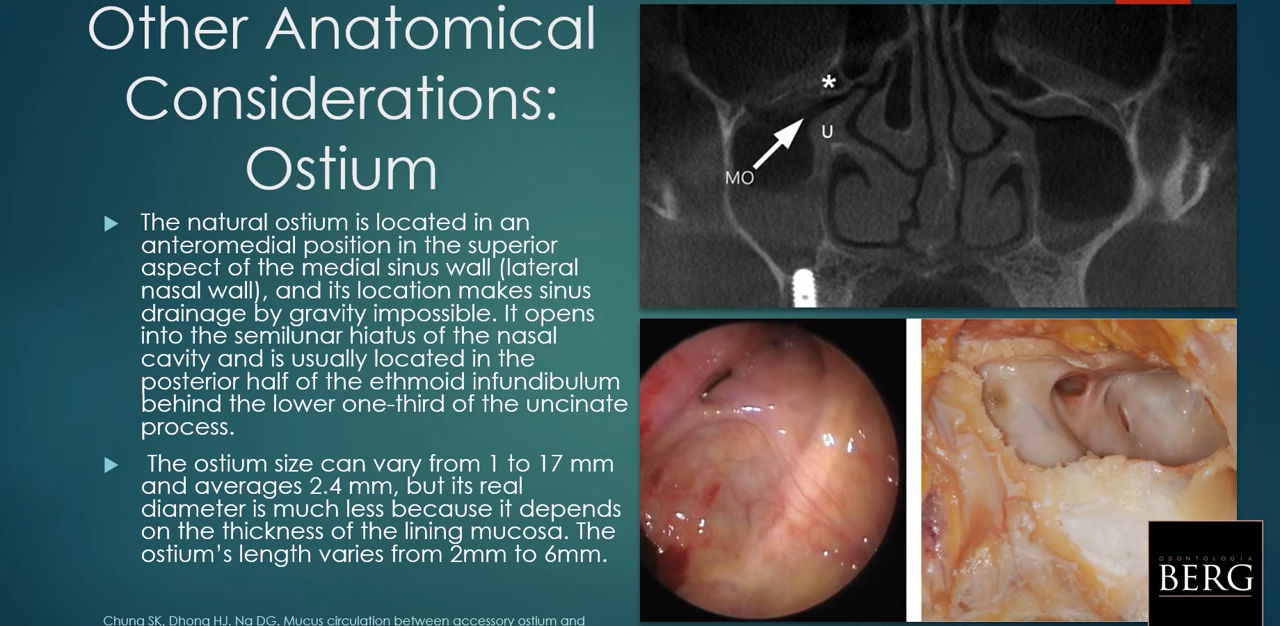 Other Anatomical
Considerations:
Ostium
The natural ostium is located in an
anteromedial position in the superior
aspect of the medial sinus wall (lateral
nasal wall), and its location makes sinus
drainage by gravity impossible. It opens
into the semilunar hiatus of the nasal
cavity and is usually located in the
posterior half of the ethmoid infundibulum
behind the lower one-third of the uncinate
process.
The ostium size can vary from 1 to 17 mm
and averages 2.4 mm, but its real
diameter is much less because it depends
on the thickness of the lining mucosa. The
ostium’s length varies from 2mm to 6mm.
Chung SK, Dhong HJ, Na DG. Mucus circulation between accessory ostium and
*
U
MO
ODONTOLOGÍA
BERG